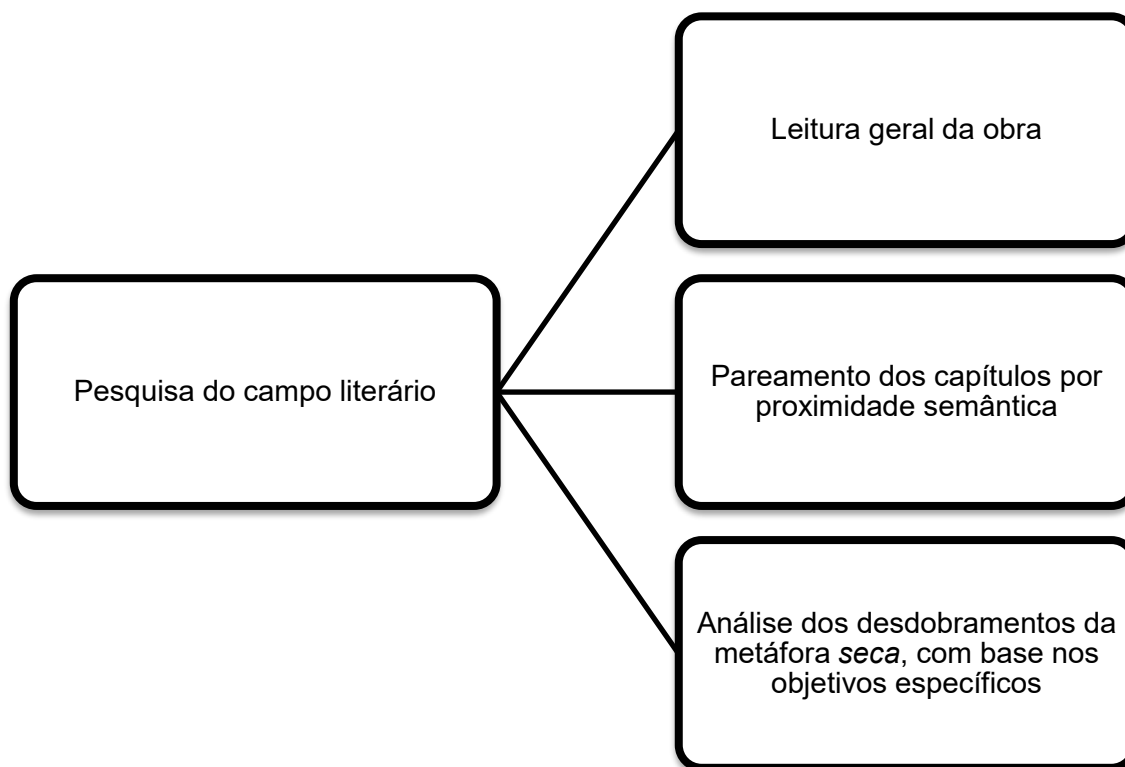 Leitura geral da obra
Pesquisa do campo literário
Pareamento dos capítulos por
proximidade semântica
Análise dos desdobramentos da
metáfora seca, com base nos
objetivos específicos